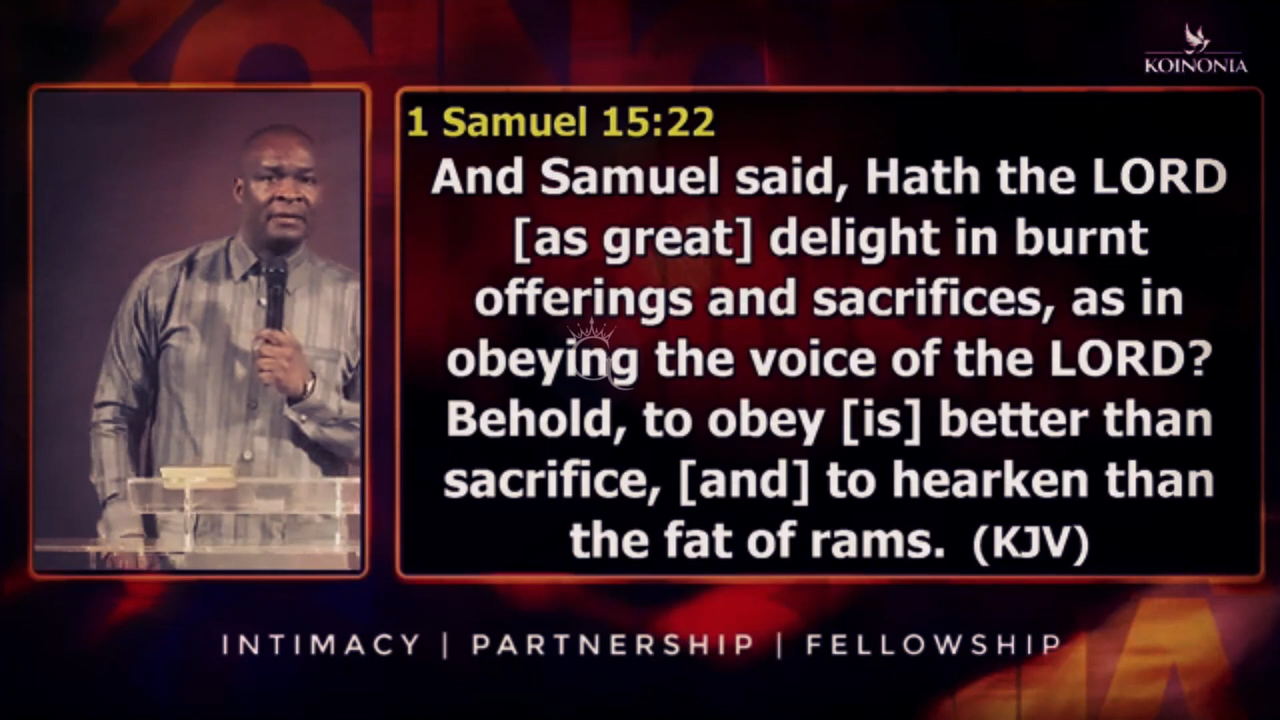 KOINONIA
1 Samuel 15:22
And Samuel said, Hath the LORD
[as great] delight in burnt
offerings and sacrifices, as in
obeying the voice of the LORD?
Behold, to obey [is] better than
sacrifice, [and] to hearken than
the fat of rams. (KJV)
INTIMACY | PARTNERSHIP | FELLOWSHIP